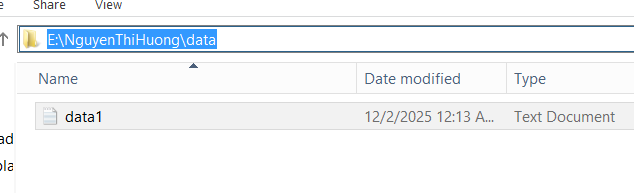 Share View
E:\NguyenThiHuong\data
Name Date modified Type
data1 12/2/2025 12:13 A... Text Document